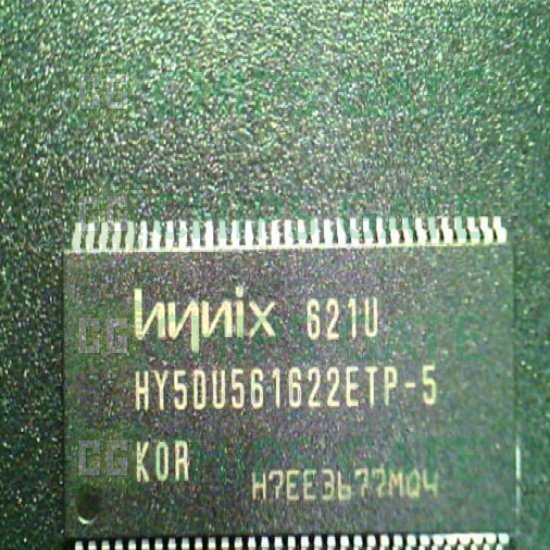 hynix 621U
HY5DU561622ETP-5
KOR
H7EE3677MQ4